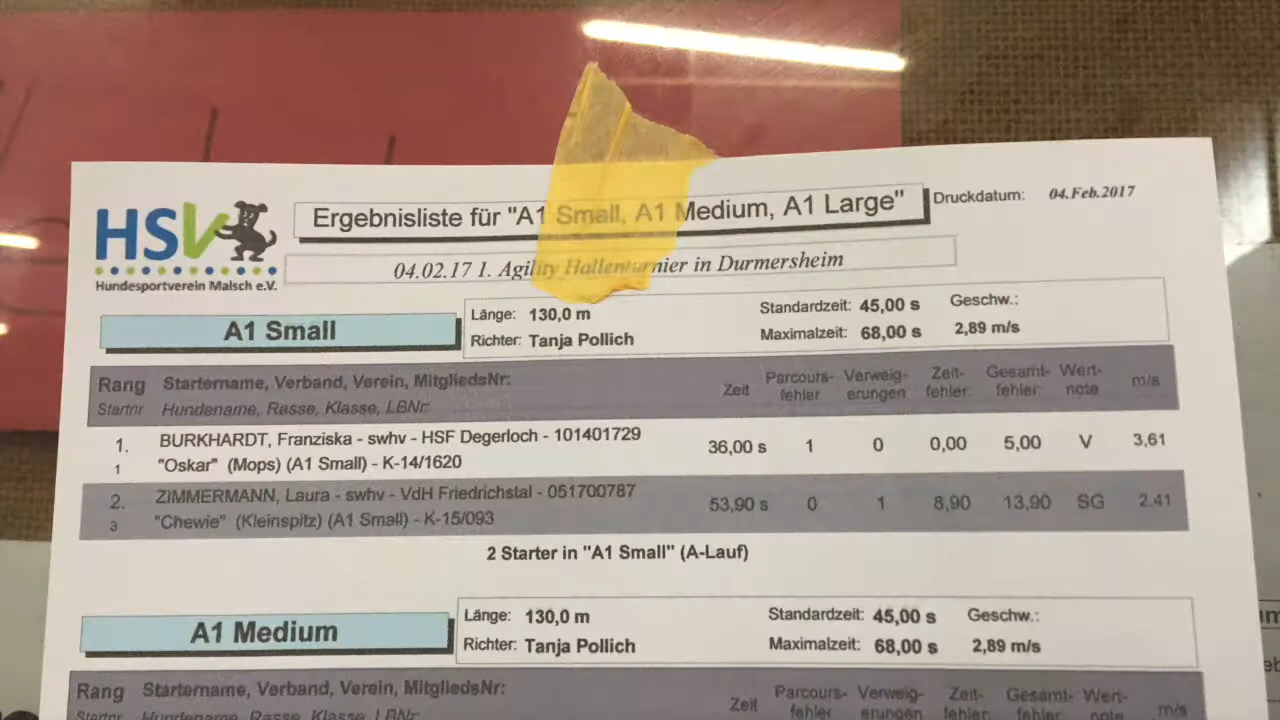 HSV
Hundesportverein Malsch e.V.
Ergebnisliste für "A1 Small, A1 Medium, A1 Large"
Druckdatum: 04.Feb.2017
04.02.17 1. Agility Hallenturnier in Durmersheim
A1 Small
Länge: 130,0 m Standardzeit: 45,00 s Geschw.:
Richter: Tanja Pollich Maximalzeit: 68,00 s 2,89 m/s
Rang Startername, Verband, Verein, MitgliedsNr: Zeit Parcours- Verweig- Zeit- Gesamt- Wert- m/s
Startnr Hundename, Rasse, Klasse, LBNr: fehler erungen fehler: fehler: note
1. BURKHARDT, Franziska - swhv - HSF Degerloch - 101401729 36,00 s 1 0 0,00 5,00 V 3,61
1 "Oskar" (Mops) (A1 Small) - K-14/1620
2. ZIMMERMANN, Laura - swhv - VdH Friedrichstal - 051700787 53,90 s 0 1 8,90 13,90 SG 2.41
3 "Chewie" (Kleinspitz) (A1 Small) - K-15/093
2 Starter in "A1 Small" (A-Lauf)
A1 Medium
Länge: 130,0 m Standardzeit: 45,00 s Geschw.:
Richter: Tanja Pollich Maximalzeit: 68,00 s 2,89 m/s
Rang Startername, Verband, Verein, MitgliedsNr: Zeit Parcours- Verweig- Zeit- Gesamt- Wert- m/s
Startnr Hundename, Rasse, Klasse, LBNr: fehler erungen fehler: fehler: note